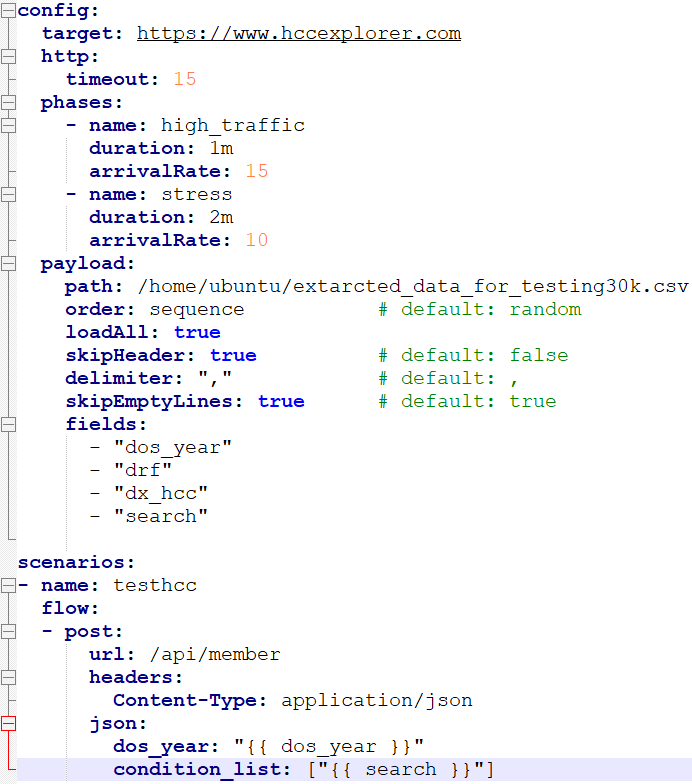 config:
  target: https://www.hccexplorer.com
  http:
    timeout: 15
  phases:
    - name: high_traffic
      duration: 1m
      arrivalRate: 15
    - name: stress
      duration: 2m
      arrivalRate: 10
  payload:
    path: /home/ubuntu/extarcted_data_for_testing30k.csv
    order: sequence           # default: random
    loadAll: true
    skipHeader: true          # default: false
    delimiter: ","            # default: ,
    skipEmptyLines: true      # default: true
    fields:
      - "dos_year"
      - "drf"
      - "dx_hcc"
      - "search"
scenarios:
- name: testhcc
  flow:
  - post:
      url: /api/member
      headers:
        Content-Type: application/json
      json:
        dos_year: "{{ dos_year }}"
        condition_list: ["{{ search }}"]